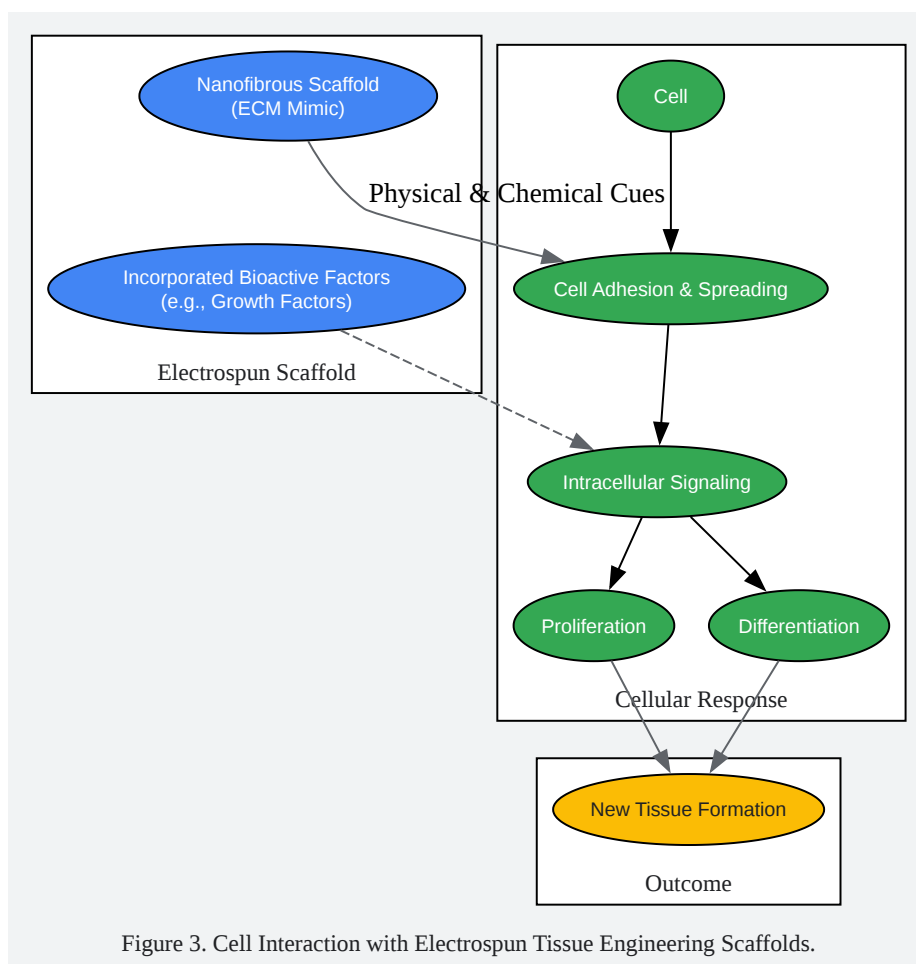 Nanofibrous Scaffold
(ECM Mimic)
Cell
Physical & Chemical Cues
Incorporated Bioactive Factors
(e.g., Growth Factors)
Cell Adhesion & Spreading
Electrospun Scaffold
Intracellular Signaling
Proliferation
Differentiation
Cellular Response
New Tissue Formation
Outcome
Figure 3. Cell Interaction with Electrospun Tissue Engineering Scaffolds.